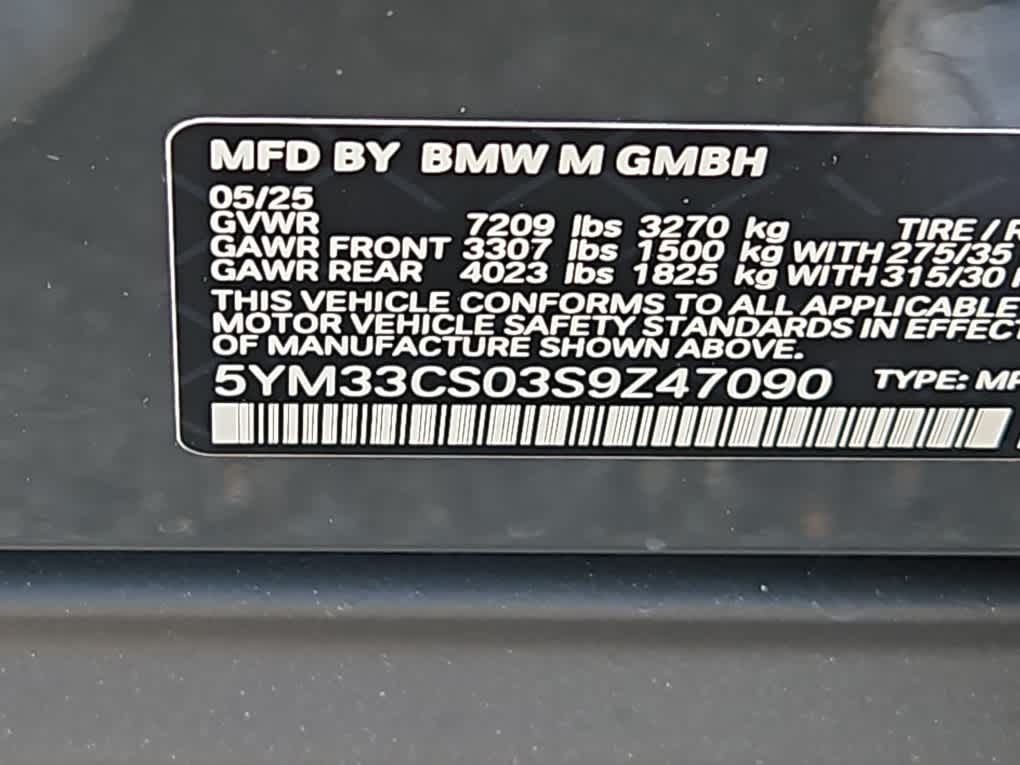 MFD BY BMW M GMBH
05/25
GVWR 7209 lbs 3270 kg TIRE / R
GAWR FRONT 3307 lbs 1500 kg WITH 275/35
GAWR REAR 4023 lbs 1825 kg WITH 315/30
THIS VEHICLE CONFORMS TO ALL APPLICABLE
MOTOR VEHICLE SAFETY STANDARDS IN EFFECT
OF MANUFACTURE SHOWN ABOVE.
5YM33CS03S9Z47090 TYPE: MP